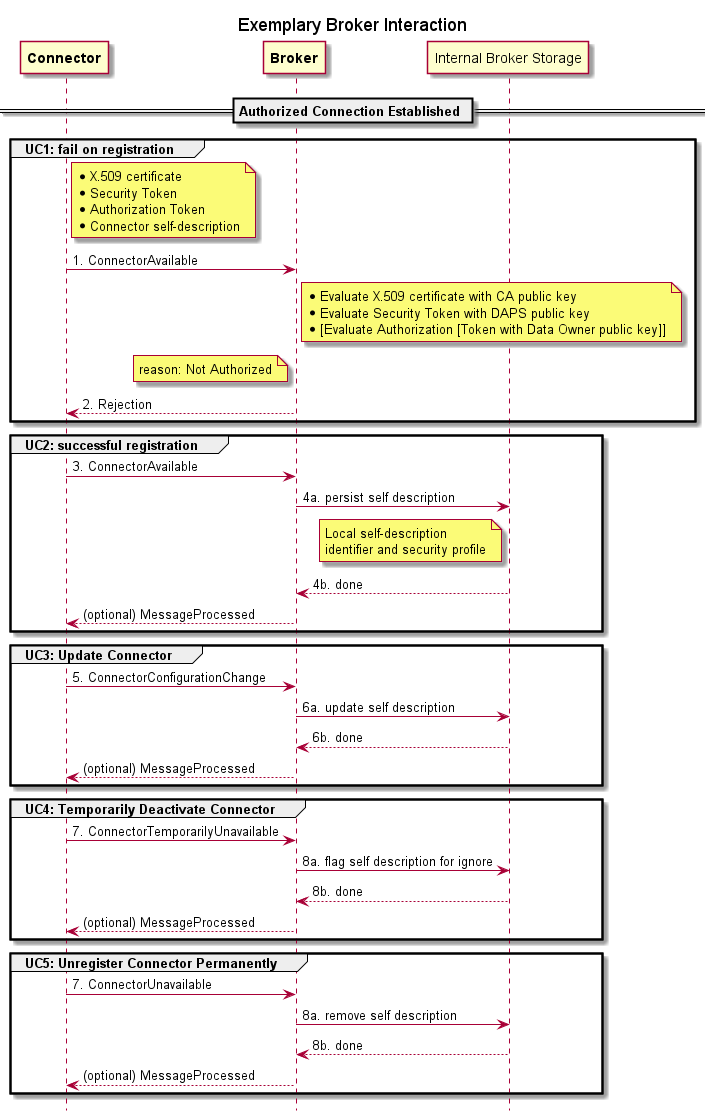 Exemplary Broker Interaction
Connector
Broker
Internal Broker Storage
Authorized Connection Established
UC1: fail on registration
• X.509 certificate
• Security Token
• Authorization Token
• Connector self-description
1. ConnectorAvailable
• Evaluate X.509 certificate with CA public key
• Evaluate Security Token with DAPS public key
• [Evaluate Authorization [Token with Data Owner public key]]
reason: Not Authorized
2. Rejection
UC2: successful registration
3. ConnectorAvailable
4a. persist self description
Local self-description
identifier and security profile
4b. done
(optional) MessageProcessed
UC3: Update Connector
5. ConnectorConfigurationChange
6a. update self description
6b. done
(optional) MessageProcessed
UC4: Temporarily Deactivate Connector
7. ConnectorTemporarilyUnavailable
8a. flag self description for ignore
8b. done
(optional) MessageProcessed
UC5: Unregister Connector Permanently
7. ConnectorUnavailable
8a. remove self description
8b. done
(optional) MessageProcessed